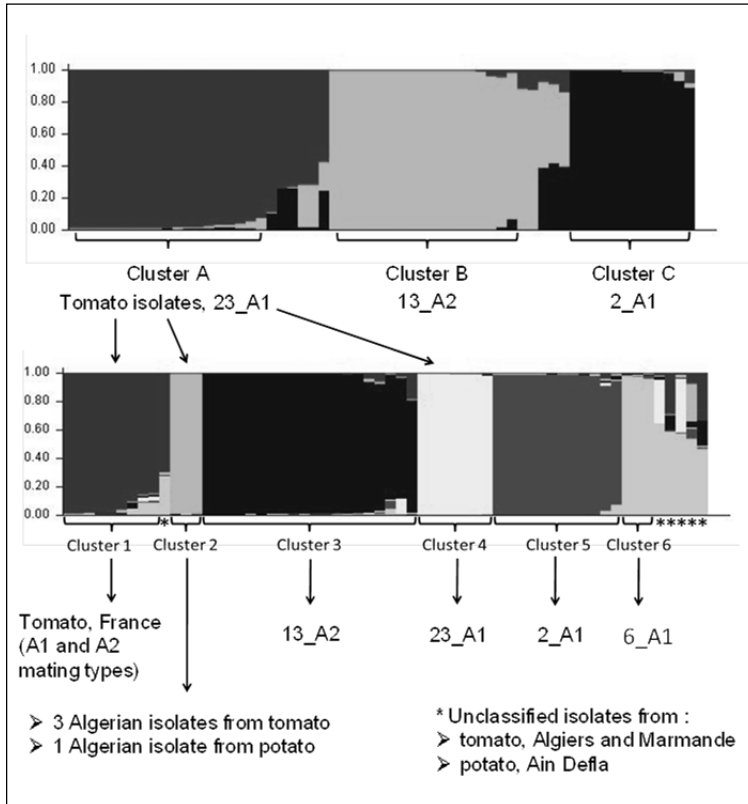 1.00
0.80
0.60
0.40
0.20
0.00
Cluster A Cluster B Cluster C
Tomato isolates, 23_A1 13_A2 2_A1
1.00
0.80
0.60
0.40
0.20
0.00
* *****
Cluster 1 Cluster 2 Cluster 3 Cluster 4 Cluster 5 Cluster 6
Tomato, France
(A1 and A2
mating types)
13_A2 23_A1 2_A1 6_A1
➢ 3 Algerian isolates from tomato
➢ 1 Algerian isolate from potato
* Unclassified isolates from :
➢ tomato, Algiers and Marmande
➢ potato, Ain Defla